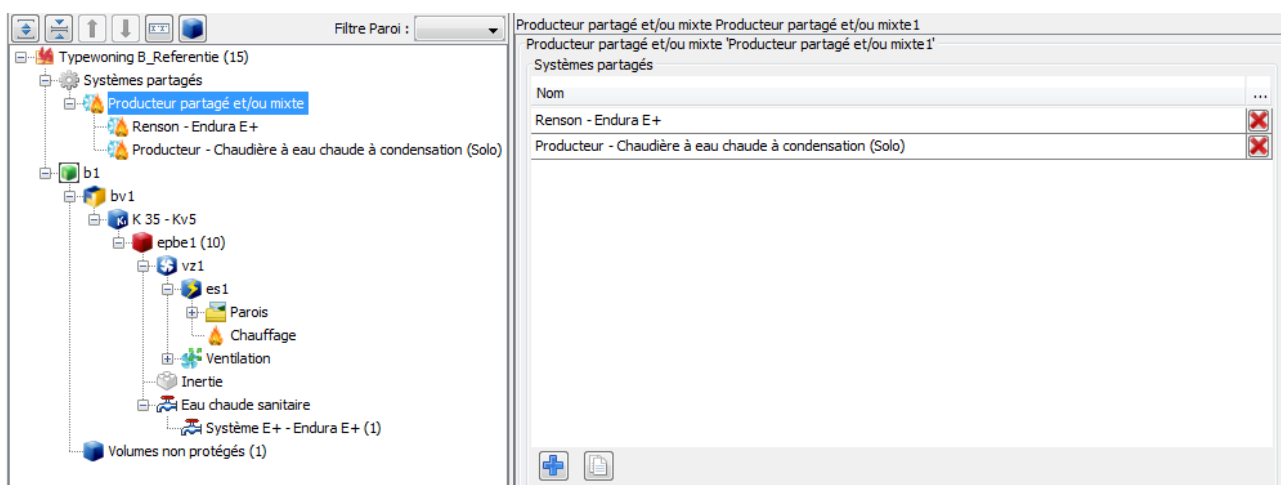 Filtre Paroi :
Typewoning B_Referentie (15)
Systèmes partagés
Producteur partagé et/ou mixte
Renson - Endura E+
Producteur - Chaudière à eau chaude à condensation (Solo)
b1
bv1
K 35 - Kv5
epbe1 (10)
vz1
es1
Parois
Chauffage
Ventilation
Inertie
Eau chaude sanitaire
Système E+ - Endura E+ (1)
Volumes non protégés (1)
Producteur partagé et/ou mixte Producteur partagé et/ou mixte1
Producteur partagé et/ou mixte 'Producteur partagé et/ou mixte1'
Systèmes partagés
Nom ...
Renson - Endura E+
Producteur - Chaudière à eau chaude à condensation (Solo)